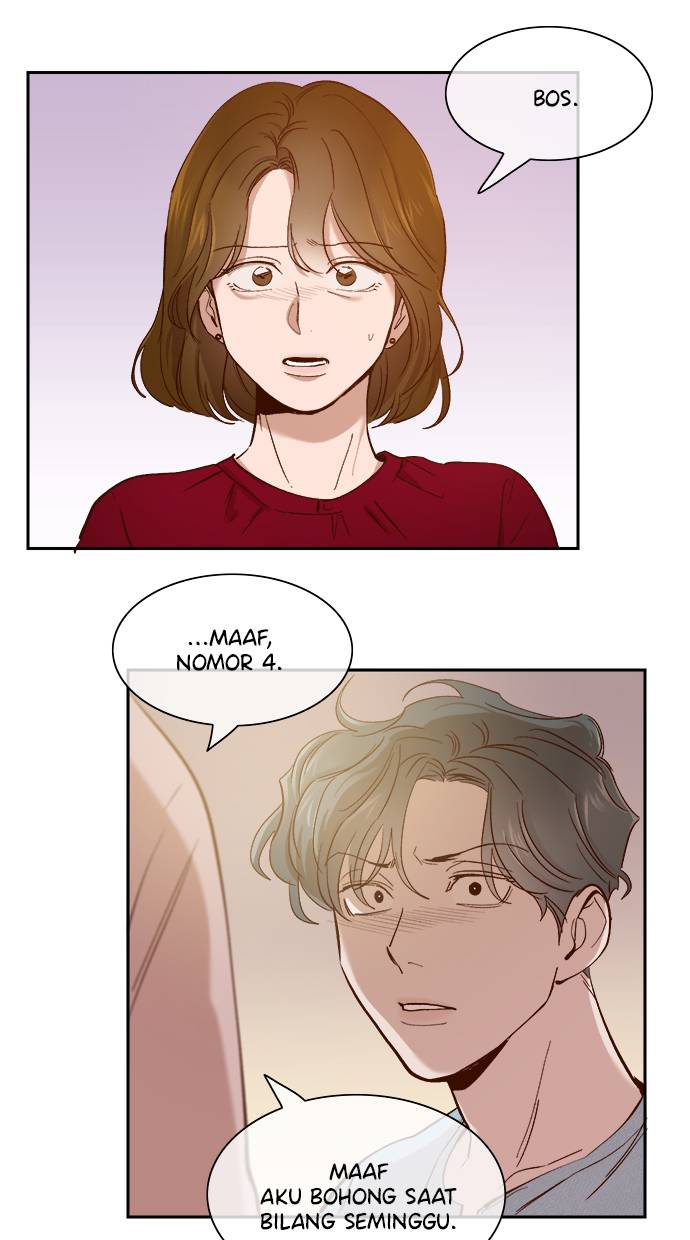 BOS.
...MAAF,
NOMOR 4.
MAAF
AKU BOHONG SAAT
BILANG SEMINGGU.